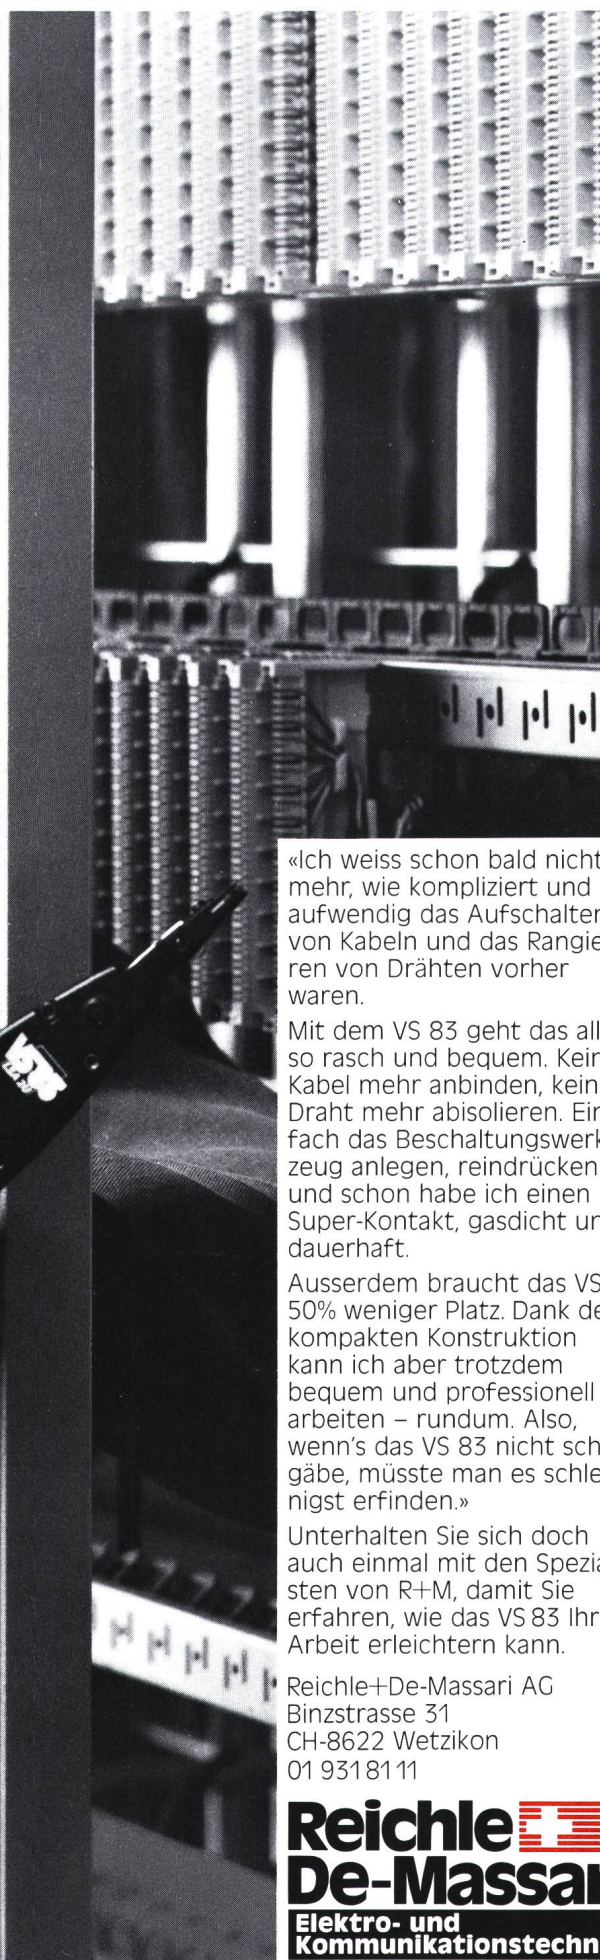 «Ich weiss schon bald nicht
mehr, wie kompliziert und
aufwendig das Aufschalten
von Kabeln und das Rangie
ren von Drähten vorher
waren.
Mit dem VS 83 geht das all
so rasch und bequem. Kein
Kabel mehr anbinden, kein
Draht mehr abisolieren. Ein
fach das Beschaltungswerk
zeug anlegen, reindrücken
und schon habe ich einen
Super-Kontakt, gasdicht un
dauerhaft.
Ausserdem braucht das VS
50% weniger Platz. Dank de
kompakten Konstruktion
kann ich aber trotzdem
bequem und professionell
arbeiten – rundum. Also,
wenn's das VS 83 nicht sch
gäbe, müsste man es schle
nigst erfinden.»
Unterhalten Sie sich doch
auch einmal mit den Spezia
sten von R+M, damit Sie
erfahren, wie das VS 83 Ihr
Arbeit erleichtern kann.
Reichle+De-Massari AG
Binzstrasse 31
CH-8622 Wetzikon
01 931 81 11
Reichle
De-Massar
Elektro- und
Kommunikationstechn